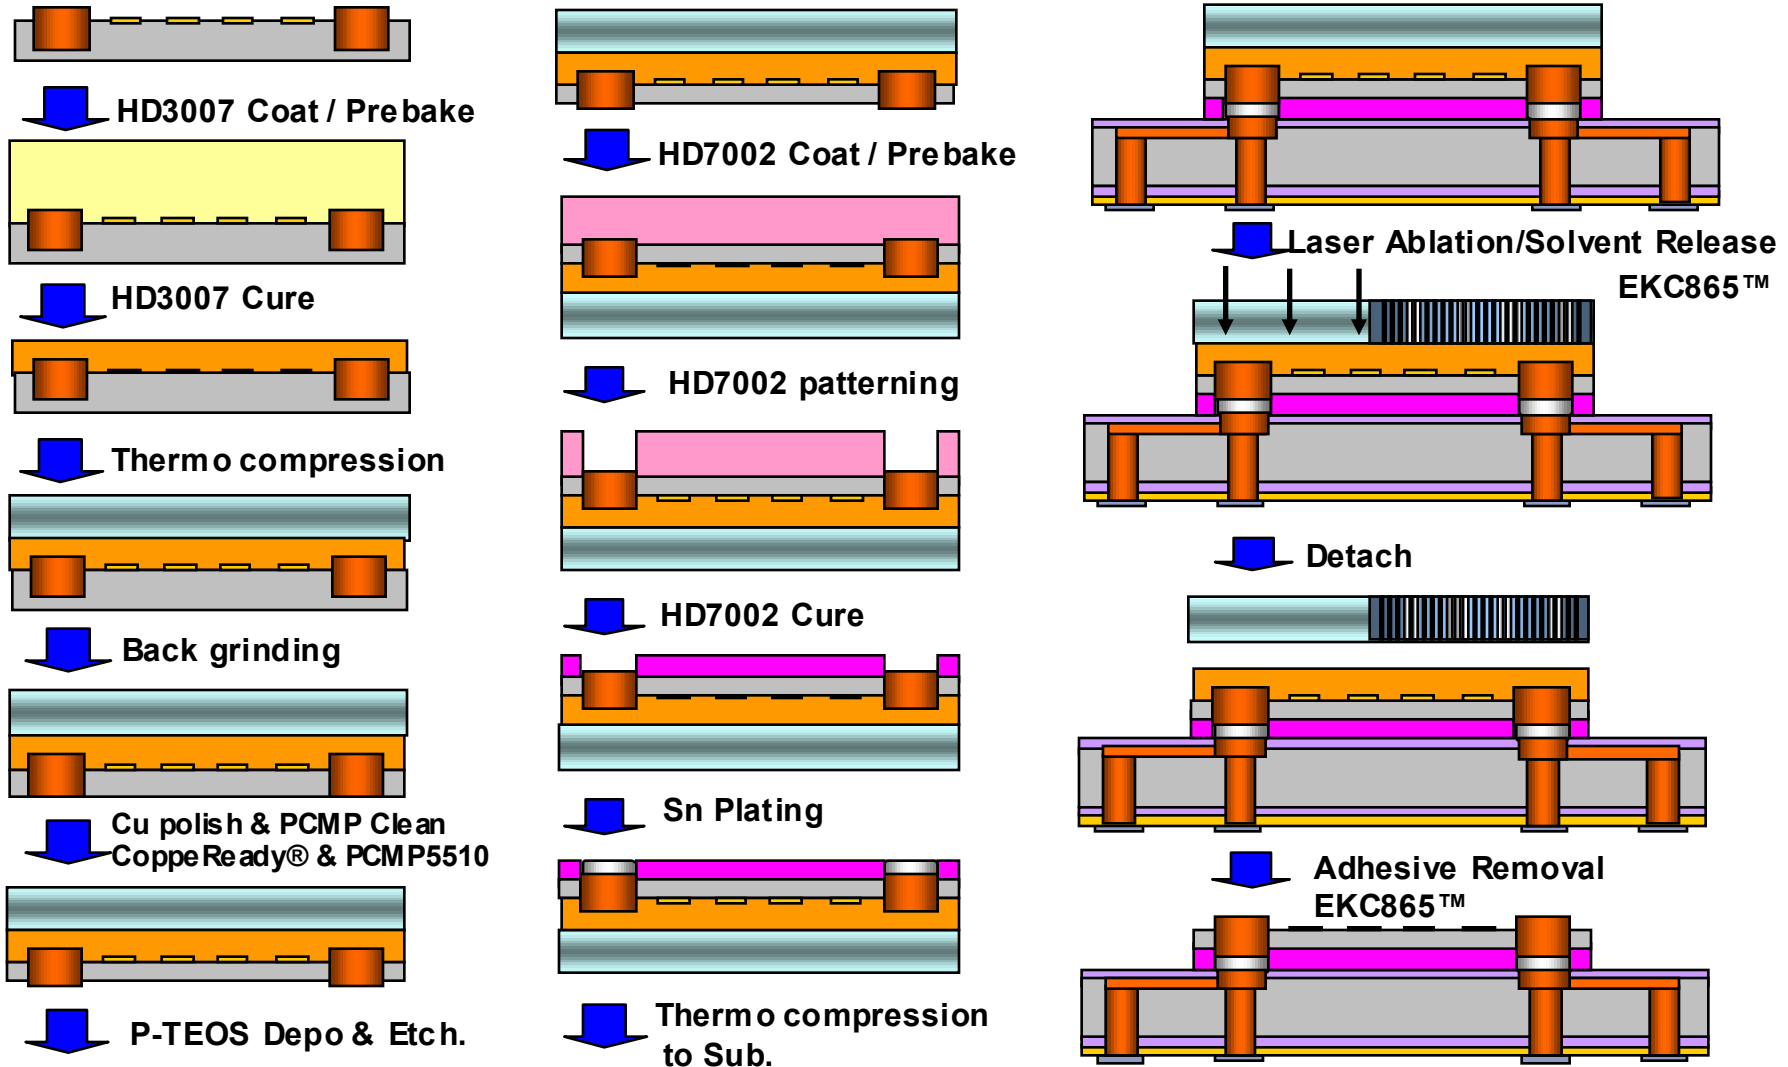 HD3007 Coat / Prebake
HD3007 Cure
Thermo compression
Back grinding
Cu polish & PCMP Clean
CoppeReady® & PCMP5510
P-TEOS Depo & Etch.
HD7002 Coat / Prebake
HD7002 patterning
HD7002 Cure
Sn Plating
Thermo compression
to Sub.
Laser Ablation/Solvent Release
EKC865™
Detach
Adhesive Removal
EKC865™